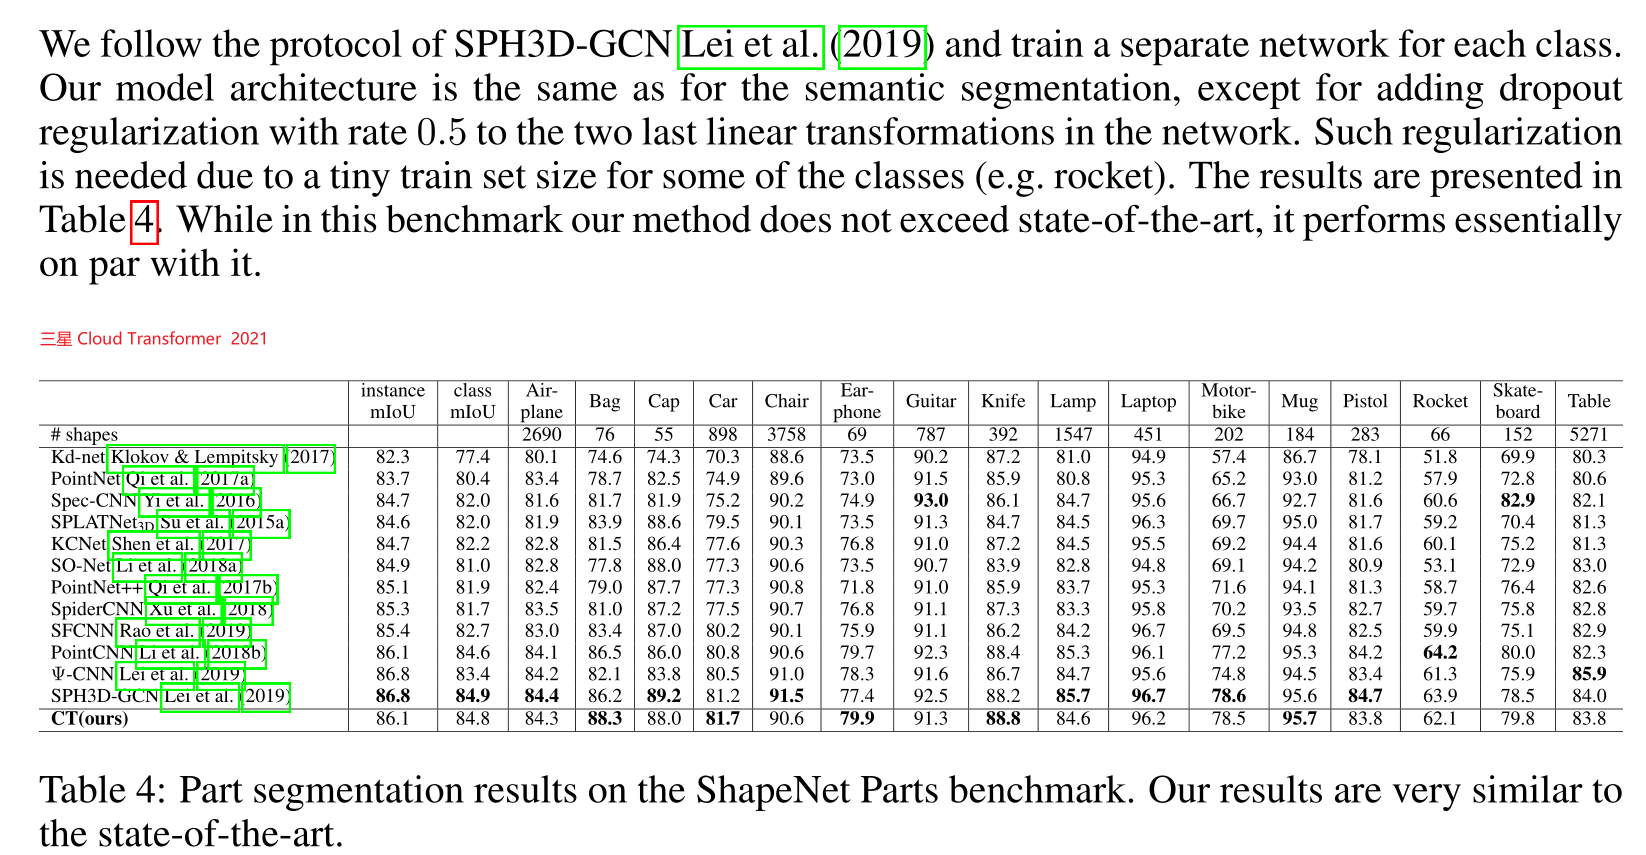 We follow the protocol of SPH3D-GCN Lei et al. (2019) and train a separate network for each class.
Our model architecture is the same as for the semantic segmentation, except for adding dropout
regularization with rate 0.5 to the two last linear transformations in the network. Such regularization
is needed due to a tiny train set size for some of the classes (e.g. rocket). The results are presented in
Table 4. While in this benchmark our method does not exceed state-of-the-art, it performs essentially
on par with it.
三星 Cloud Transformer 2021
instance mIoU class mIoU Air-plane Bag Cap Car Chair Ear-phone Guitar Knife Lamp Laptop Motor-bike Mug Pistol Rocket Skate-board Table
# shapes 2690 76 55 898 3758 69 787 392 1547 451 202 184 283 66 152 5271
Kd-net Klokov & Lempitsky (2017) 82.3 77.4 80.1 74.6 74.3 70.3 88.6 73.5 90.2 87.2 81.0 94.9 57.4 86.7 78.1 51.8 69.9 80.3
PointNet Qi et al. (2017a) 83.7 80.4 83.4 78.7 82.5 74.9 89.6 73.0 91.5 85.9 80.8 95.3 65.2 93.0 81.2 57.9 72.8 80.6
Spec-CNN Yi et al. (2016) 84.7 82.0 81.6 81.7 81.9 75.2 90.2 74.9 93.0 86.1 84.7 95.6 66.7 92.7 81.6 60.6 82.9 82.1
SPLATNet3D Su et al. (2015a) 84.6 82.0 81.9 83.9 88.6 79.5 90.1 73.5 91.3 84.7 84.5 96.3 69.7 95.0 81.7 59.2 70.4 81.3
KCNet Shen et al. (2017) 84.7 82.2 82.8 81.5 86.4 77.6 90.3 76.8 91.0 87.2 84.5 95.5 69.2 94.4 81.6 60.1 75.2 81.3
SO-Net Li et al. (2018a) 84.9 81.0 82.8 77.8 88.0 77.3 90.6 73.5 90.7 83.9 82.8 94.8 69.1 94.2 80.9 53.1 72.9 83.0
PointNet++ Qi et al. (2017b) 85.1 81.9 82.4 79.0 87.7 77.3 90.8 71.8 91.0 85.9 83.7 95.3 71.6 94.1 81.3 58.7 76.4 82.6
SpiderCNN Xu et al. (2018) 85.3 81.7 83.5 81.0 87.2 77.5 90.7 76.8 91.1 87.3 83.3 95.8 70.2 93.5 82.7 59.7 75.8 82.8
SFCNN Rao et al. (2019) 85.4 82.7 83.0 83.4 87.0 80.2 90.1 75.9 91.1 86.2 84.2 96.7 69.5 94.8 82.5 59.9 75.1 82.9
PointCNN Li et al. (2018b) 86.1 84.6 84.1 86.5 86.0 80.8 90.6 79.7 92.3 88.4 85.3 96.1 77.2 95.3 84.2 64.2 80.0 82.3
Ψ-CNN Lei et al. (2019) 86.8 83.4 84.2 82.1 83.8 80.5 91.0 78.3 91.6 86.7 84.7 95.6 74.8 94.5 83.4 61.3 75.9 85.9
SPH3D-GCN Lei et al. (2019) 86.8 84.9 84.4 86.2 89.2 81.2 91.5 77.4 92.5 88.2 85.7 96.7 78.6 95.6 84.7 63.9 78.5 84.0
CT(ours) 86.1 84.8 84.3 88.3 88.0 81.7 90.6 79.9 91.3 88.8 84.6 96.2 78.5 95.7 83.8 62.1 79.8 83.8
Table 4: Part segmentation results on the ShapeNet Parts benchmark. Our results are very similar to
the state-of-the-art.